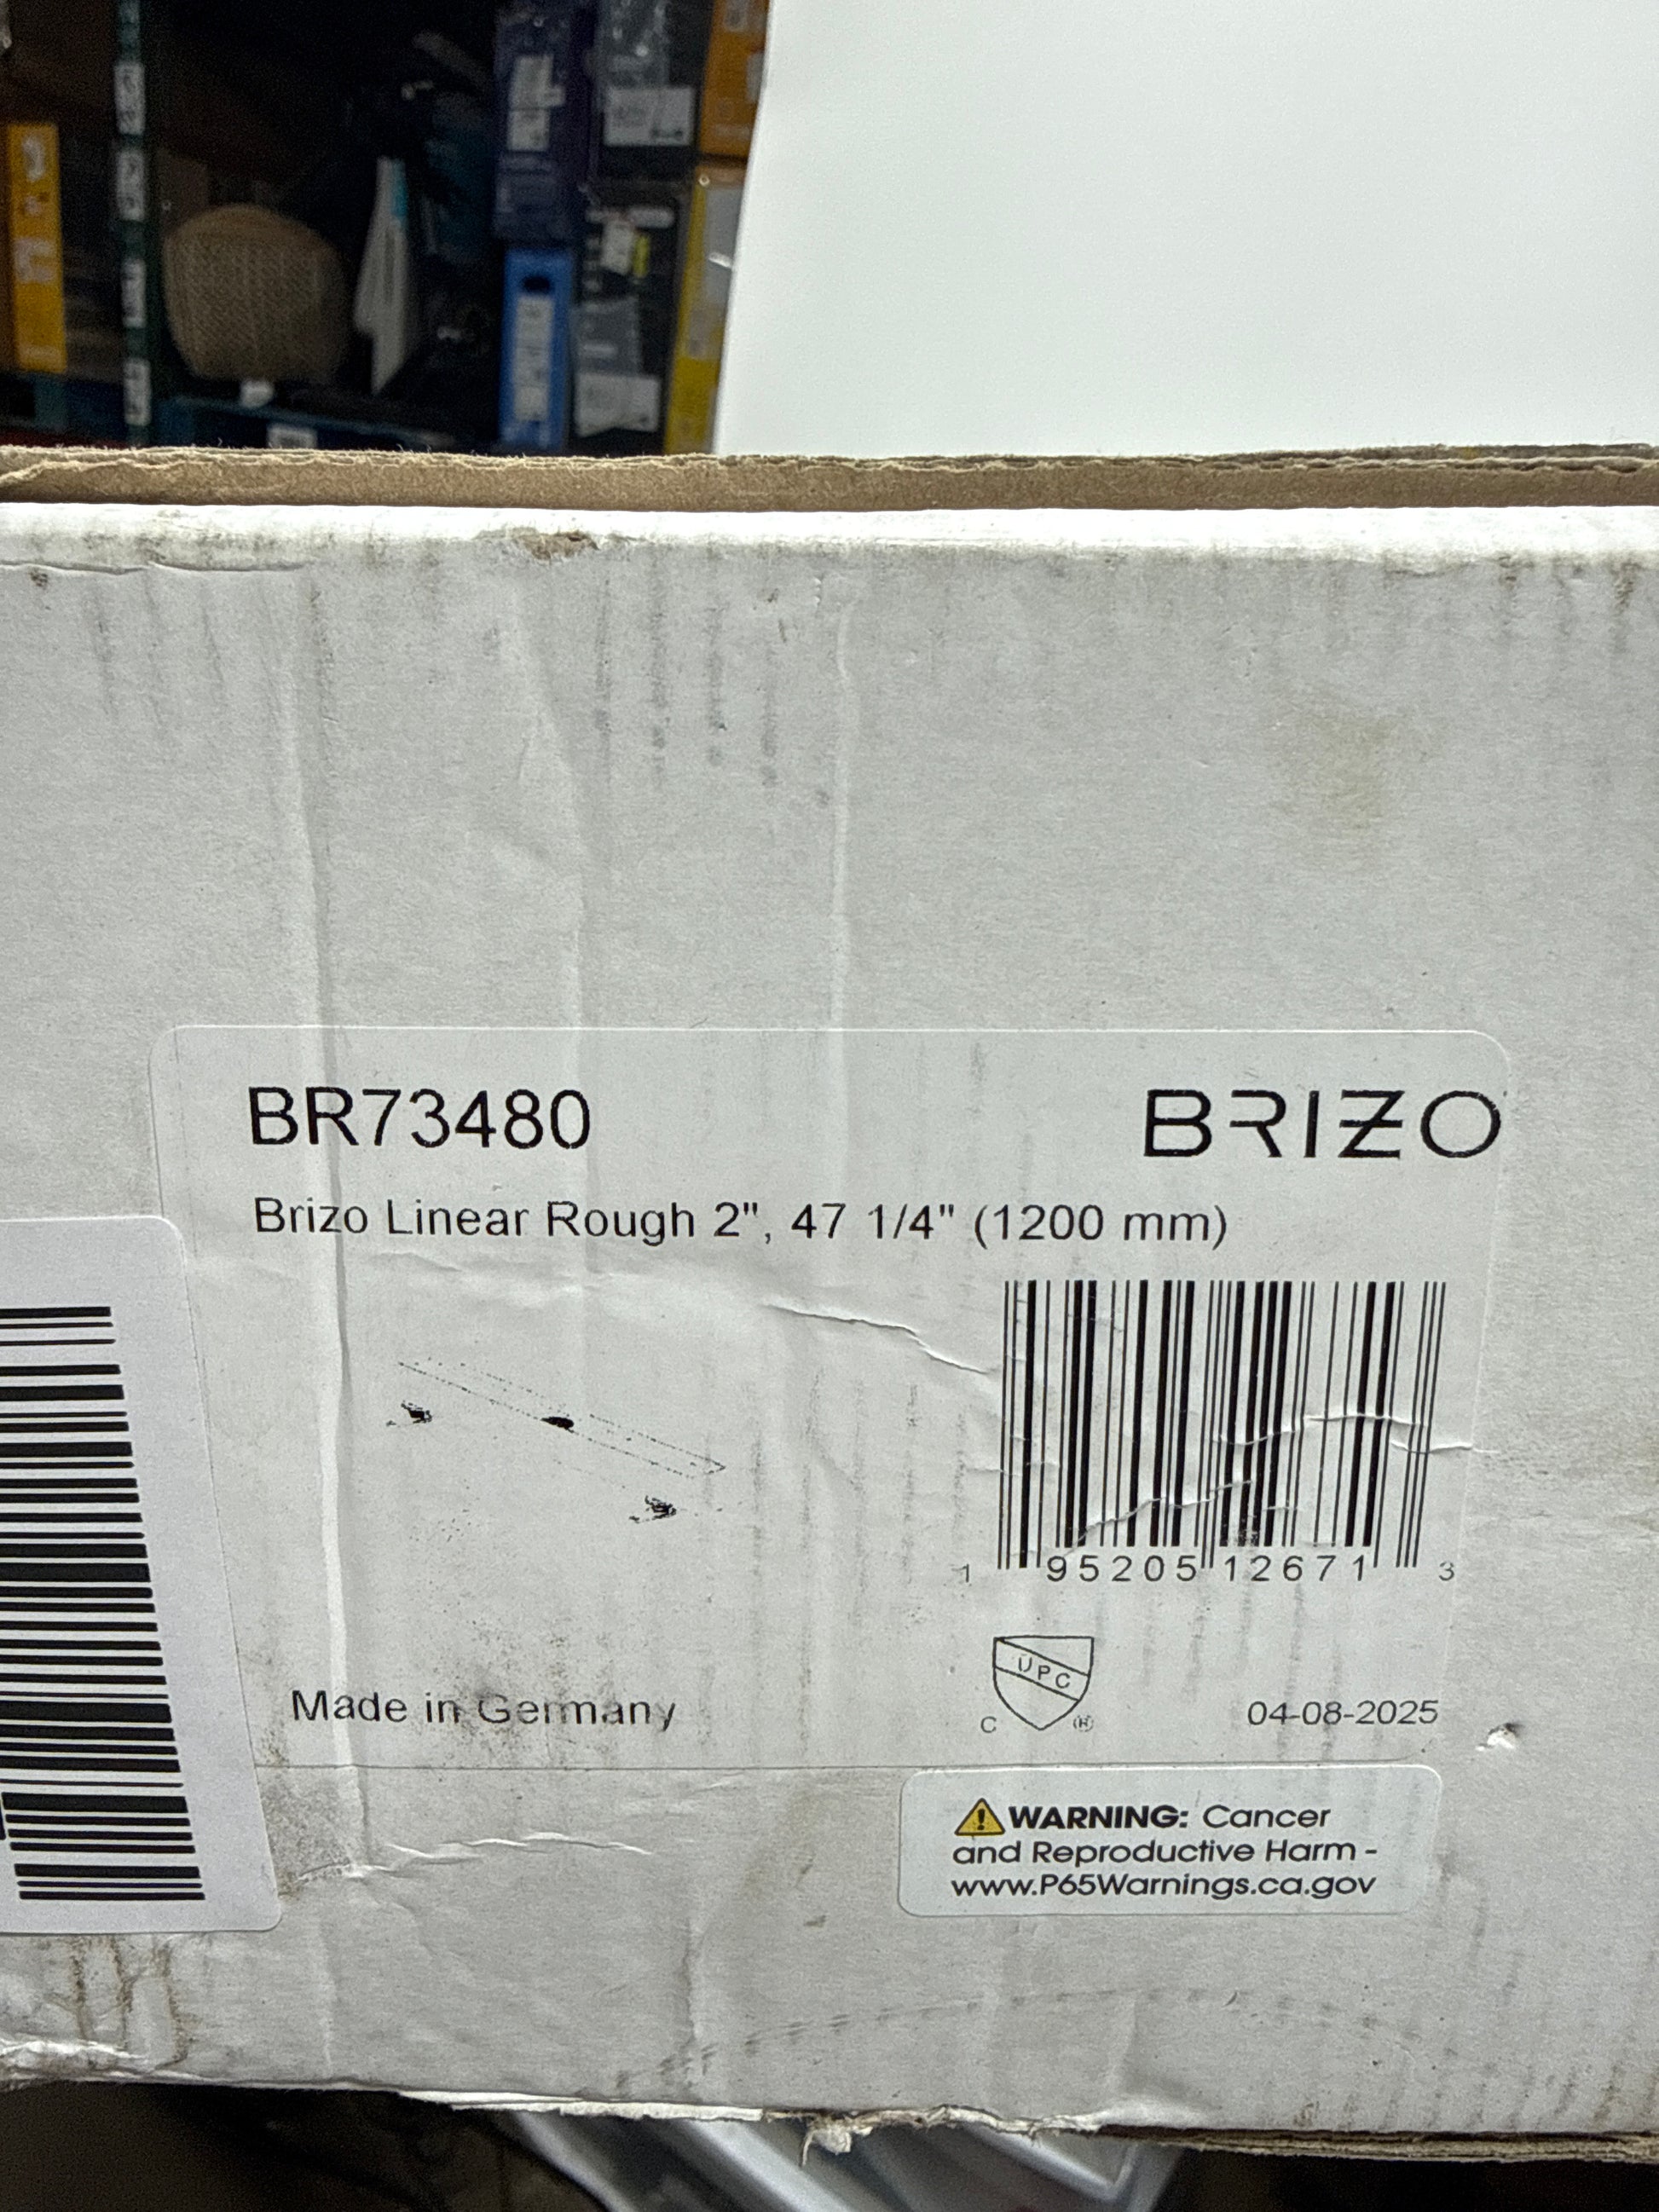 BR73480
BRIZO
Brizo Linear Rough 2", 47 1/4" (1200 mm)
1 95205 12671 3
UPC
C ®
Made in Germany
04-08-2025
WARNING: Cancer
and Reproductive Harm -
www.P65Warnings.ca.gov